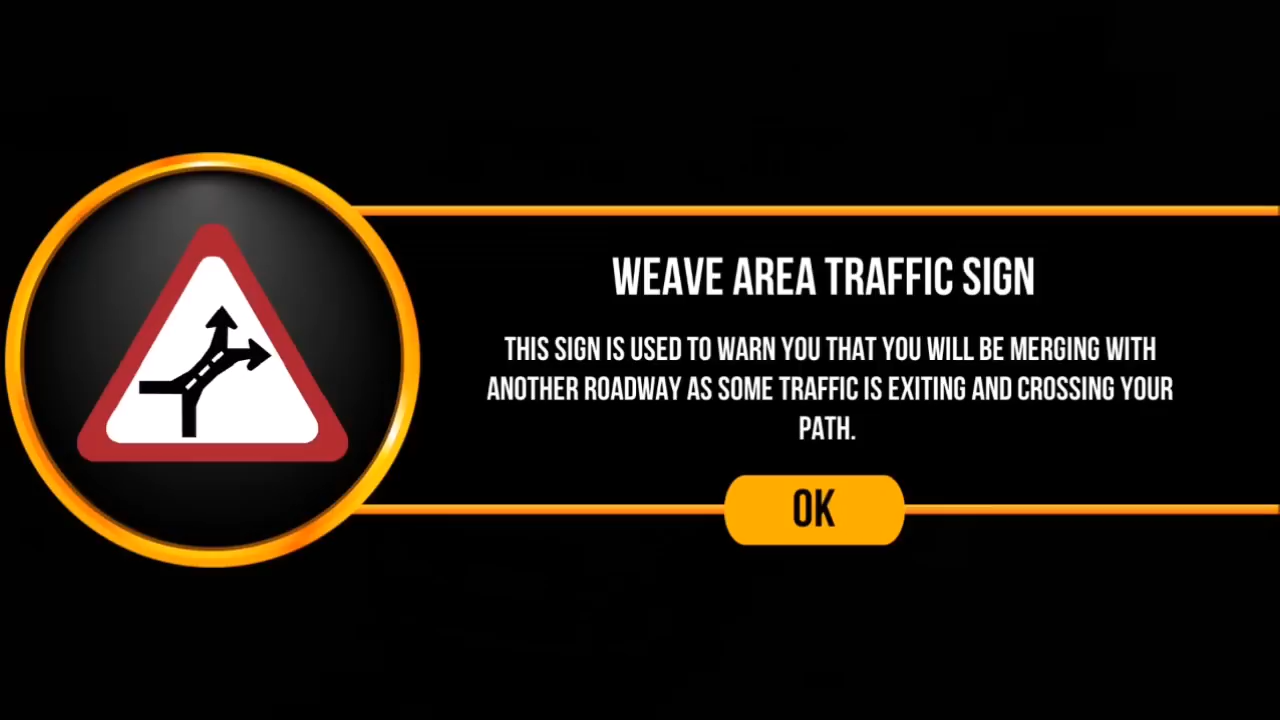 WEAVE AREA TRAFFIC SIGN
THIS SIGN IS USED TO WARN YOU THAT YOU WILL BE MERGING WITH
ANOTHER ROADWAY AS SOME TRAFFIC IS EXITING AND CROSSING YOUR
PATH.
OK